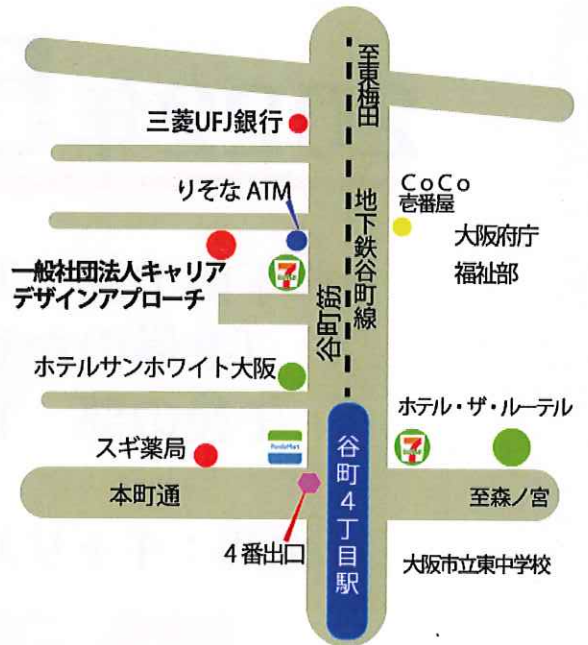 至東梅田
三菱UFJ銀行
りそなATM
CoCo
壱番屋
地下鉄谷町線
大阪府庁
福祉部
一般社団法人キャリア
デザインアプローチ
7
谷町筋
ホテルサンホワイト大阪
ホテル・ザ・ルーテル
スギ薬局
FamilyMart
7
谷町4丁目駅
本町通
至森ノ宮
4番出口
大阪市立東中学校